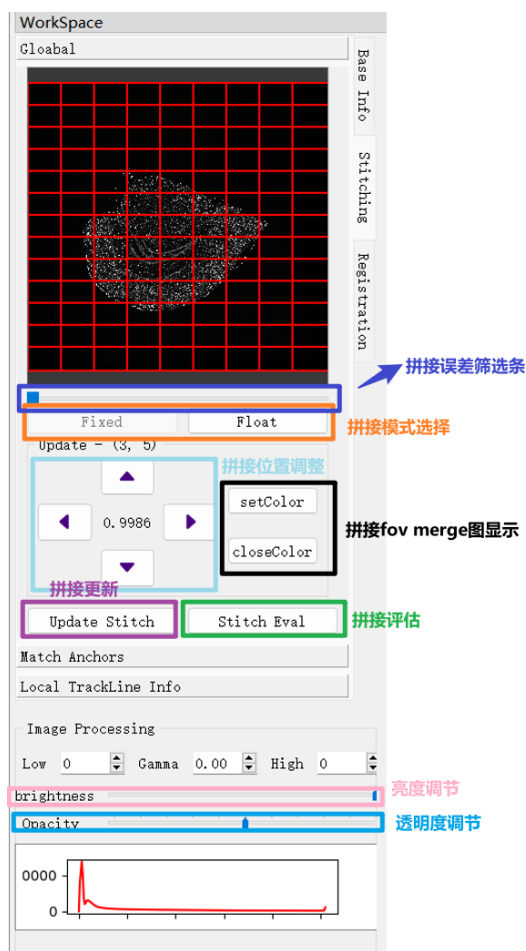 WorkSpace
Gloabal
Base Info
Stitching
Registration
拼接误差筛选条
Fixed
Float
拼接模式选择
Update - (3, 5)
拼接位置调整
setColor
0.9986
拼接fov merge图显示
closeColor
拼接更新
Update Stitch
Stitch Eval
拼接评估
Match Anchors
Local TrackLine Info
Image Processing
Low 0 Gamma 0.00 High 0
brightness
亮度调节
Opacity
透明度调节
0000
0